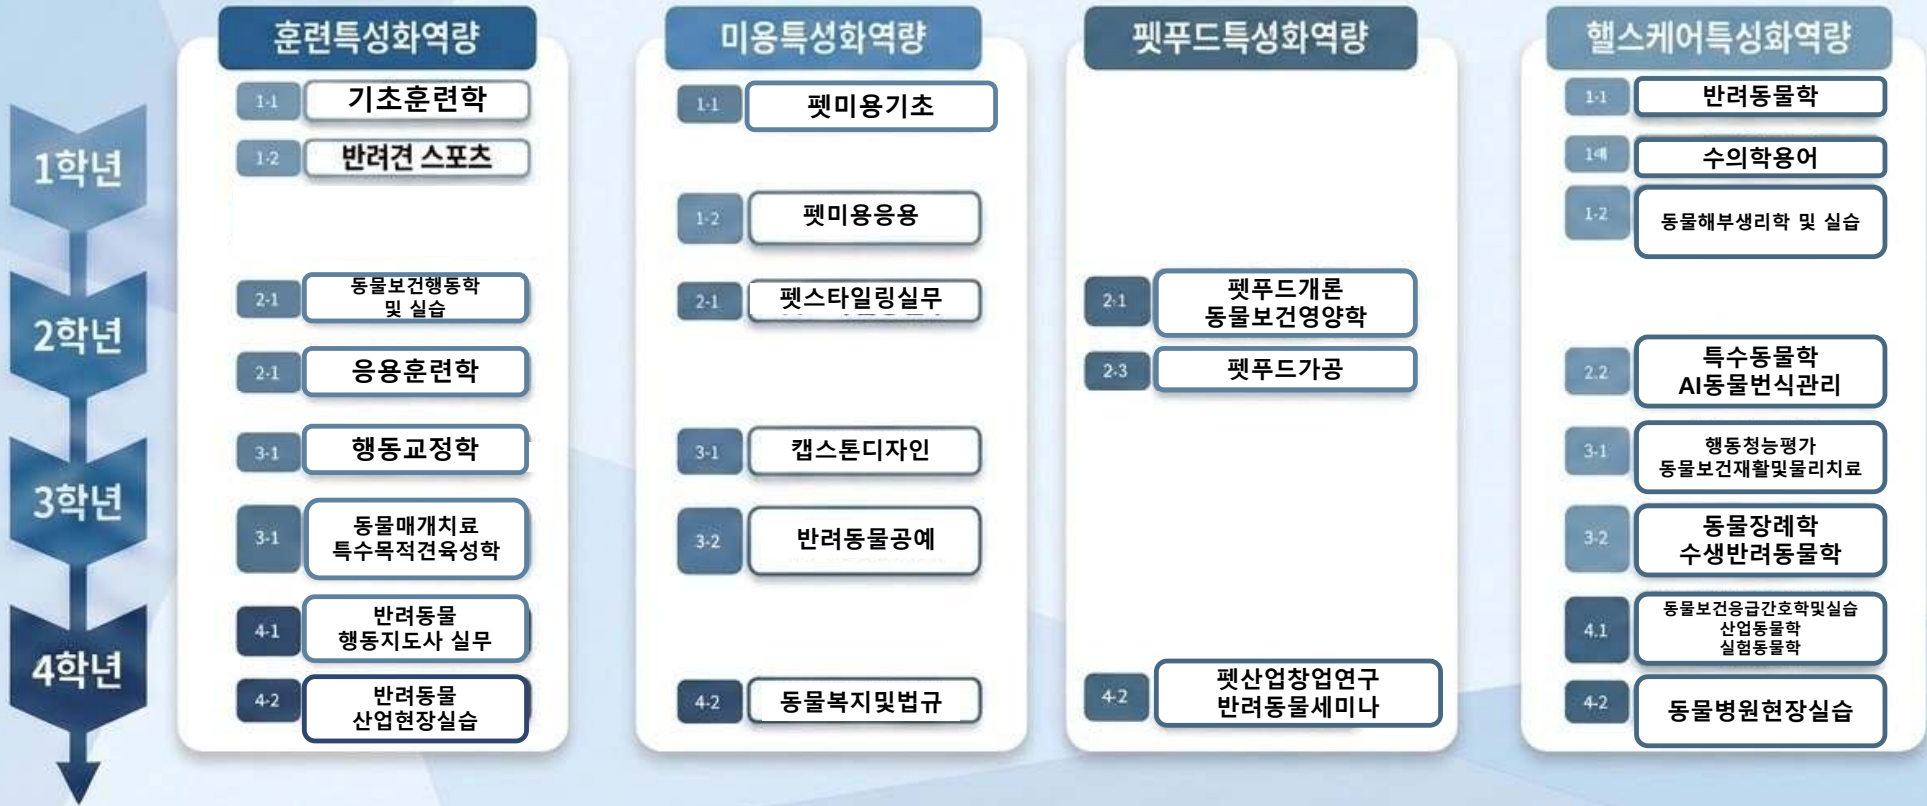 1학년
2학년
3학년
4학년
훈련특성화역량
1-1
기초훈련학
1-2
반려견 스포츠
2-1
동물보건행동학
및 실습
2-1
응용훈련학
3-1
행동교정학
3-1
동물매개치료
특수목적견육성학
4-1
반려동물
행동지도사 실무
4-2
반려동물
산업현장실습
미용특성화역량
1-1
펫미용기초
1-2
펫미용응용
2-1
펫스타일링실무
3-1
캡스톤디자인
3-2
반려동물공예
4-2
동물복지및법규
펫푸드특성화역량
2-1
펫푸드개론
동물보건영양학
2-3
펫푸드가공
4-2
펫산업창업연구
반려동물세미나
헬스케어특성화역량
1-1
반려동물학
수의학용어
1-2
동물해부생리학 및 실습
2.2
특수동물학
AI동물번식관리
3-1
행동청능평가
동물보건재활및물리치료
3-2
동물장례학
수생반려동물학
4.1
동물보건응급간호학및실습
산업동물학
실험동물학
4-2
동물병원현장실습